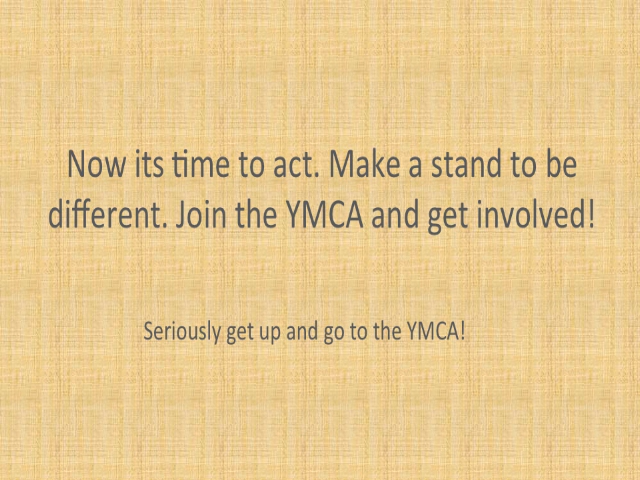 Now its time to act. Make a stand to be
different. Join the YMCA and get involved!
Seriously get up and go to the YMCA!